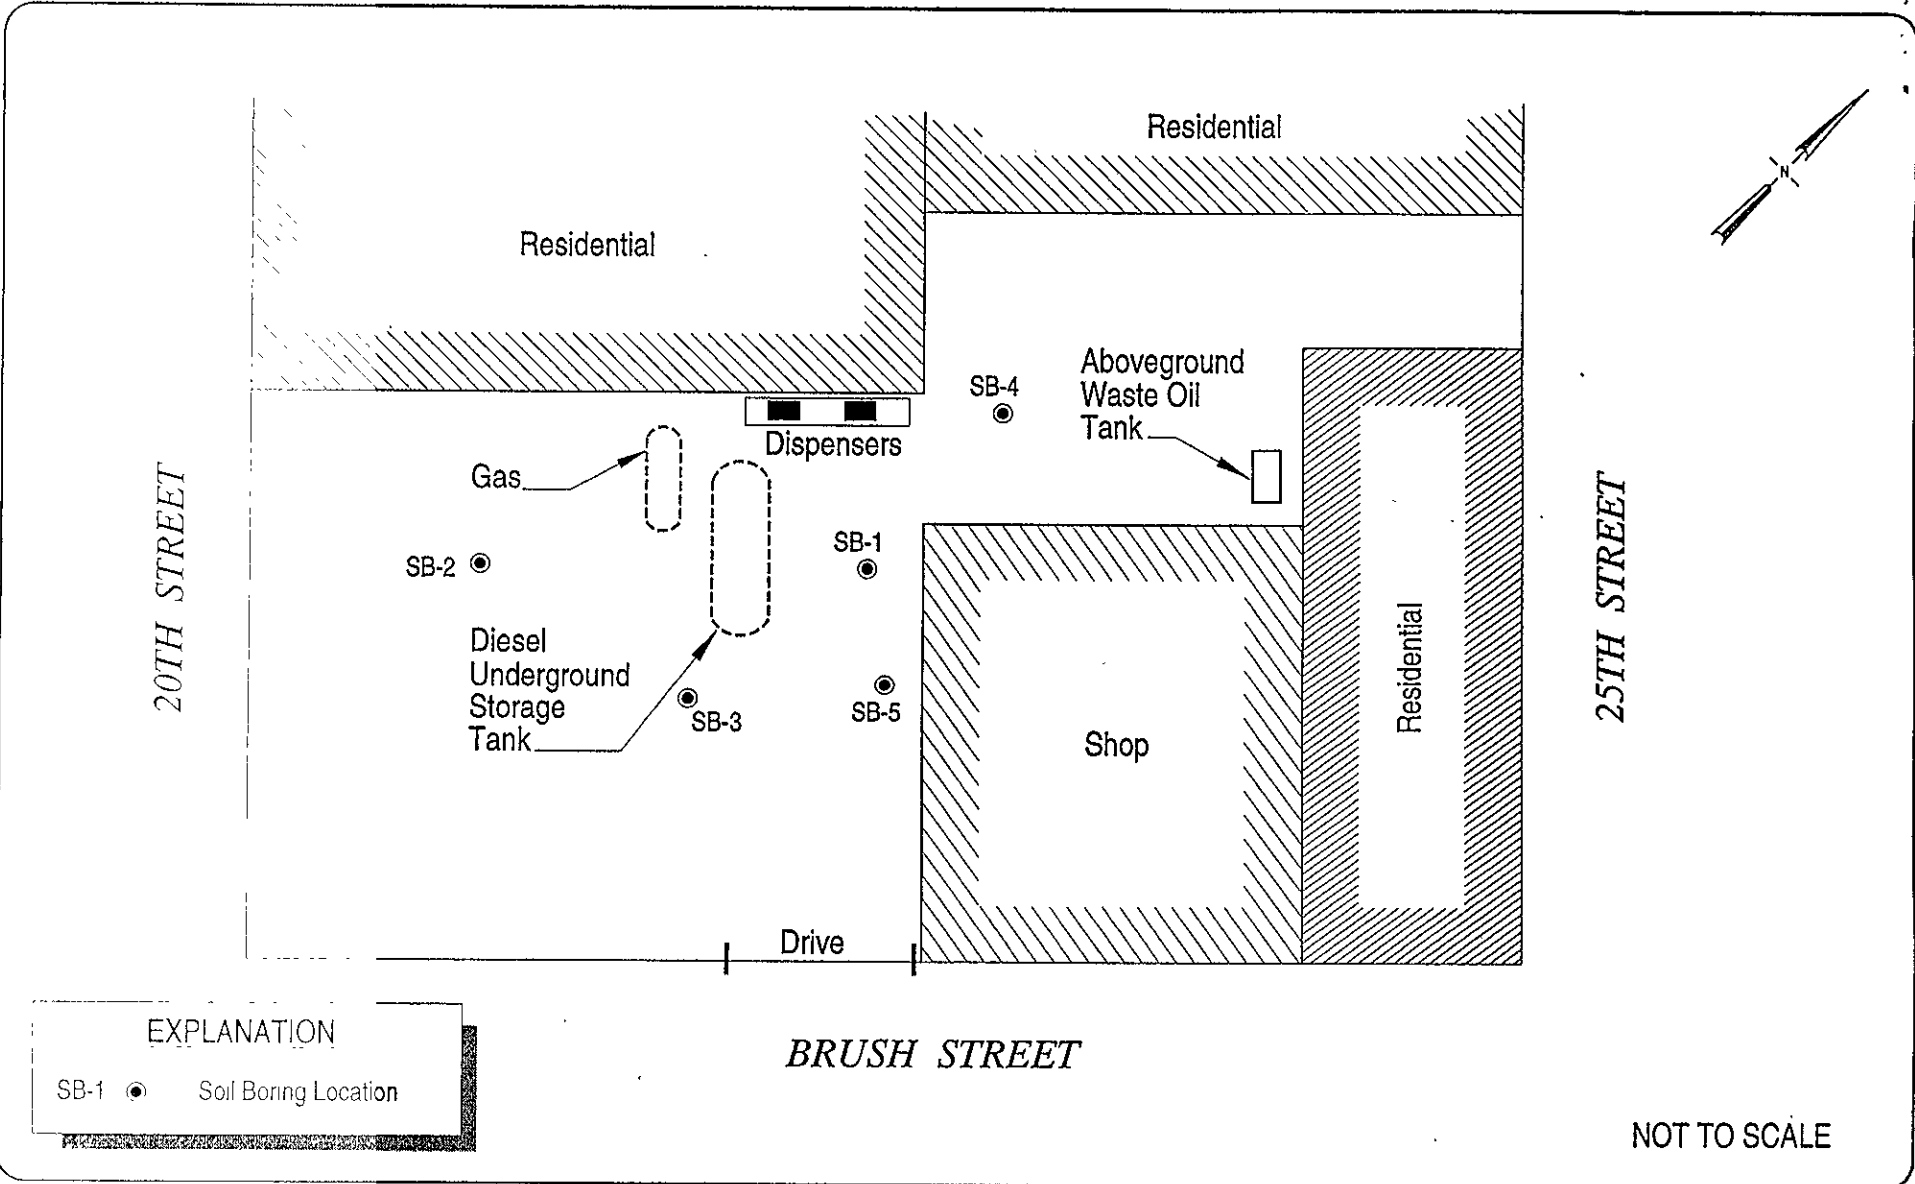 Residential
N
Residential
Aboveground
Waste Oil
Tank
SB-4
Dispensers
Gas
20TH STREET
25TH STREET
SB-1
SB-2
Diesel
Underground
Storage
Tank
Residential
SB-3
SB-5
Shop
Drive
EXPLANATION
BRUSH STREET
SB-1 Soil Boring Location
NOT TO SCALE